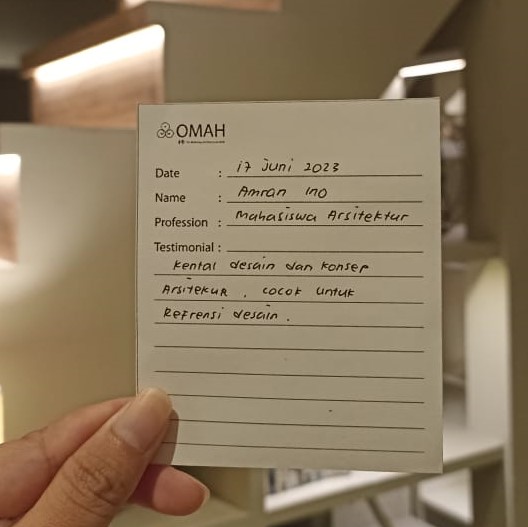 OMAH
Date : 17 Juni 2023
Name : Amran Ino
Profession : Mahasiswa Arsitektur
Testimonial :
Kental desain dan konsep
Arsitekur , cocok untuk
Refrensi desain .